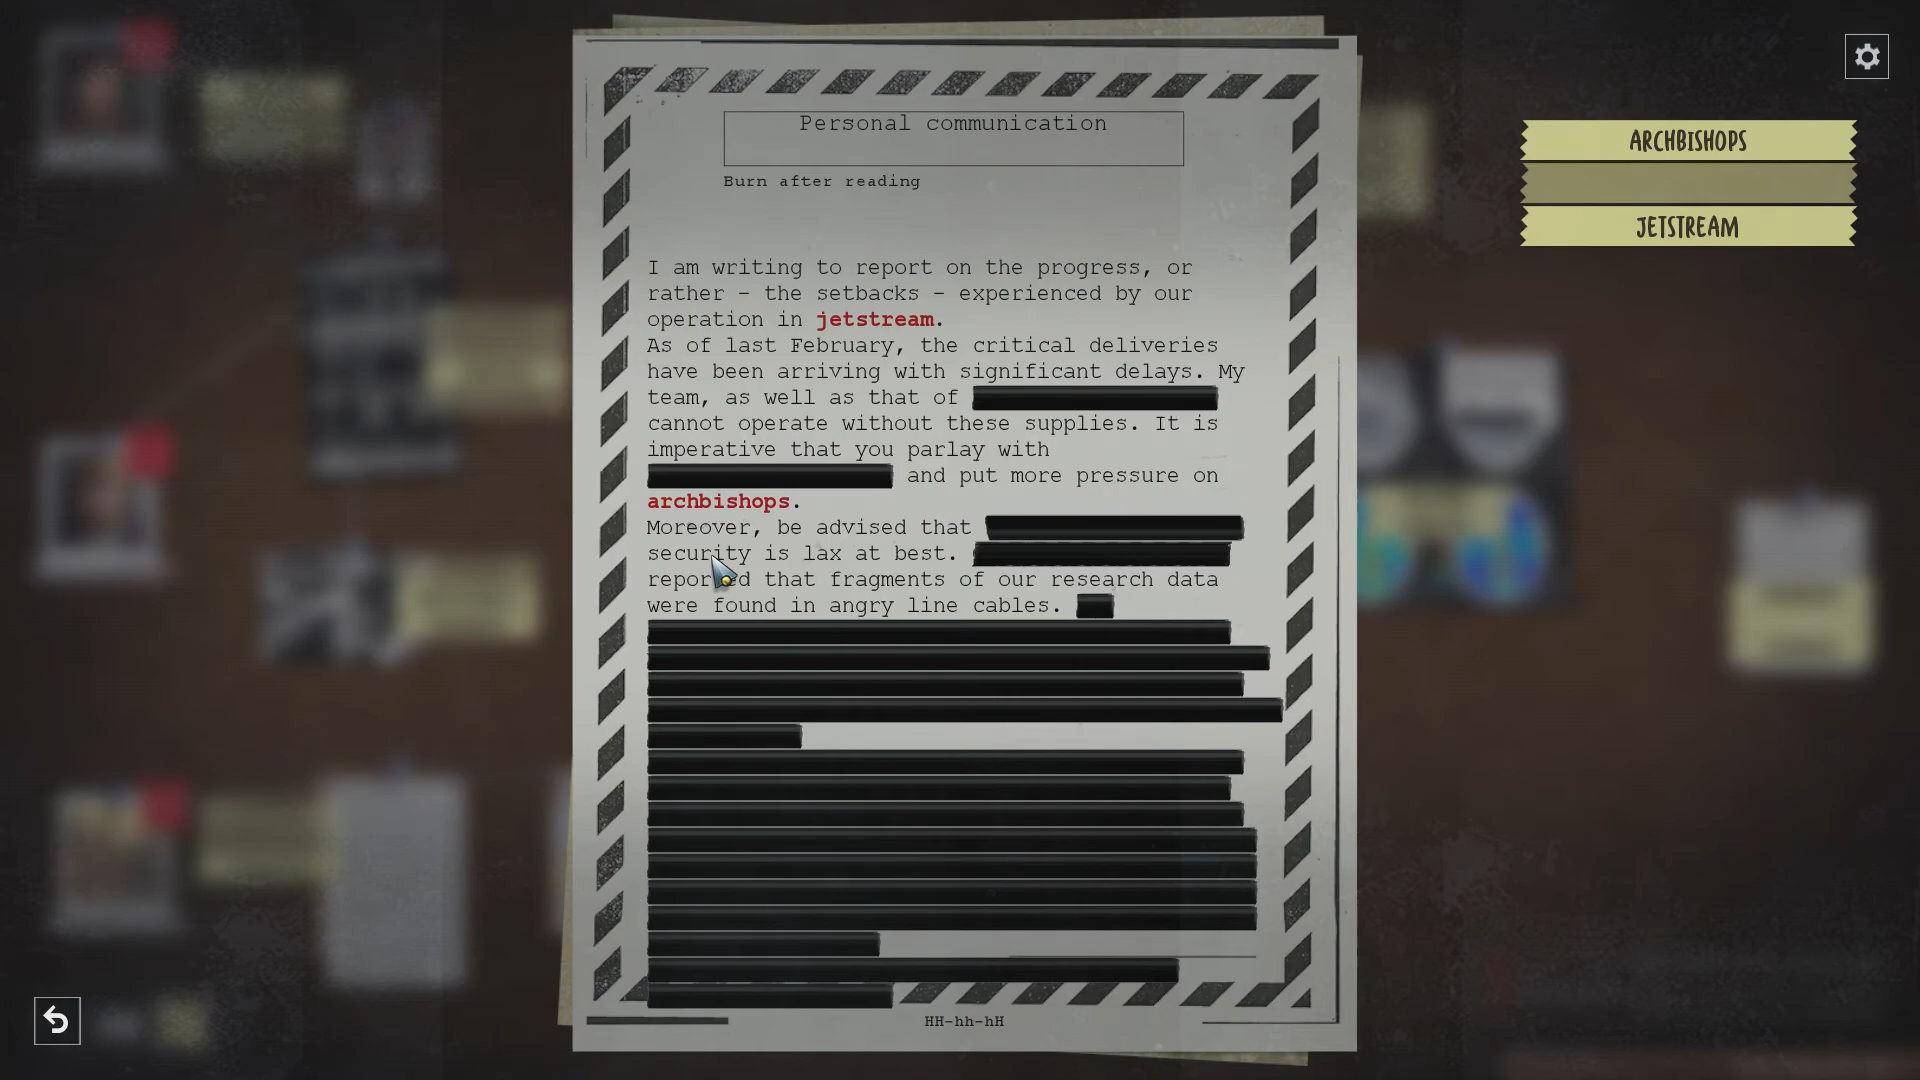 Personal communication
Burn after reading
I am writing to report on the progress, or
rather - the setbacks - experienced by our
operation in jetstream.
As of last February, the critical deliveries
have been arriving with significant delays. My
team, as well as that of
cannot operate without these supplies. It is
imperative that you parlay with
and put more pressure on
archbishops.
Moreover, be advised that
security is lax at best.
reported that fragments of our research data
were found in angry line cables.
HH-hh-hH
ARCHBISHOPS
JETSTREAM